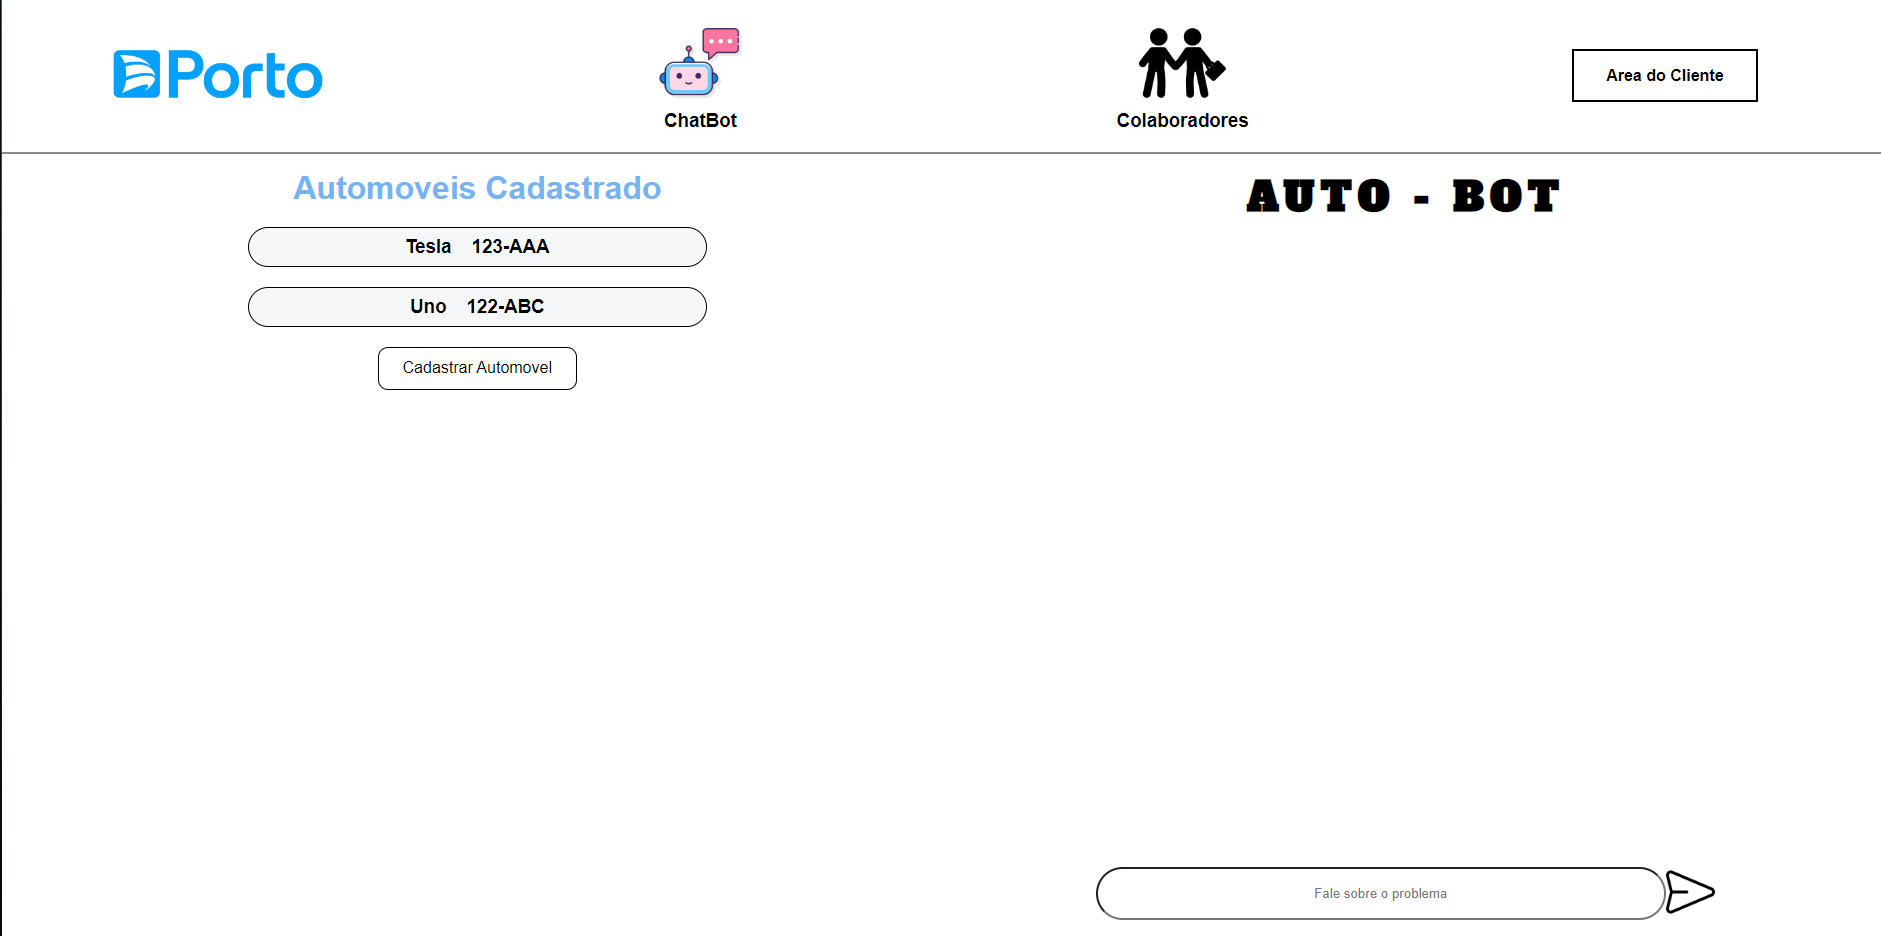 Porto
ChatBot
Colaboradores
Area do Cliente
Automoveis Cadastrado
Tesla 123-AAA
Uno 122-ABC
Cadastrar Automovel
AUTO - BOT
Fale sobre o problema